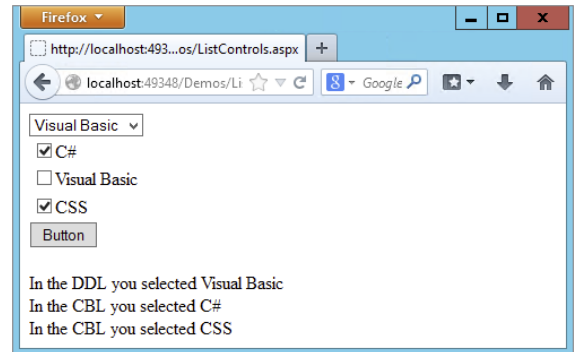 Firefox
http://localhost:493...os/ListControls.aspx
localhost:49348/Demos/Li
8 Google
Visual Basic
C#
Visual Basic
CSS
Button
In the DDL you selected Visual Basic
In the CBL you selected C#
In the CBL you selected CSS